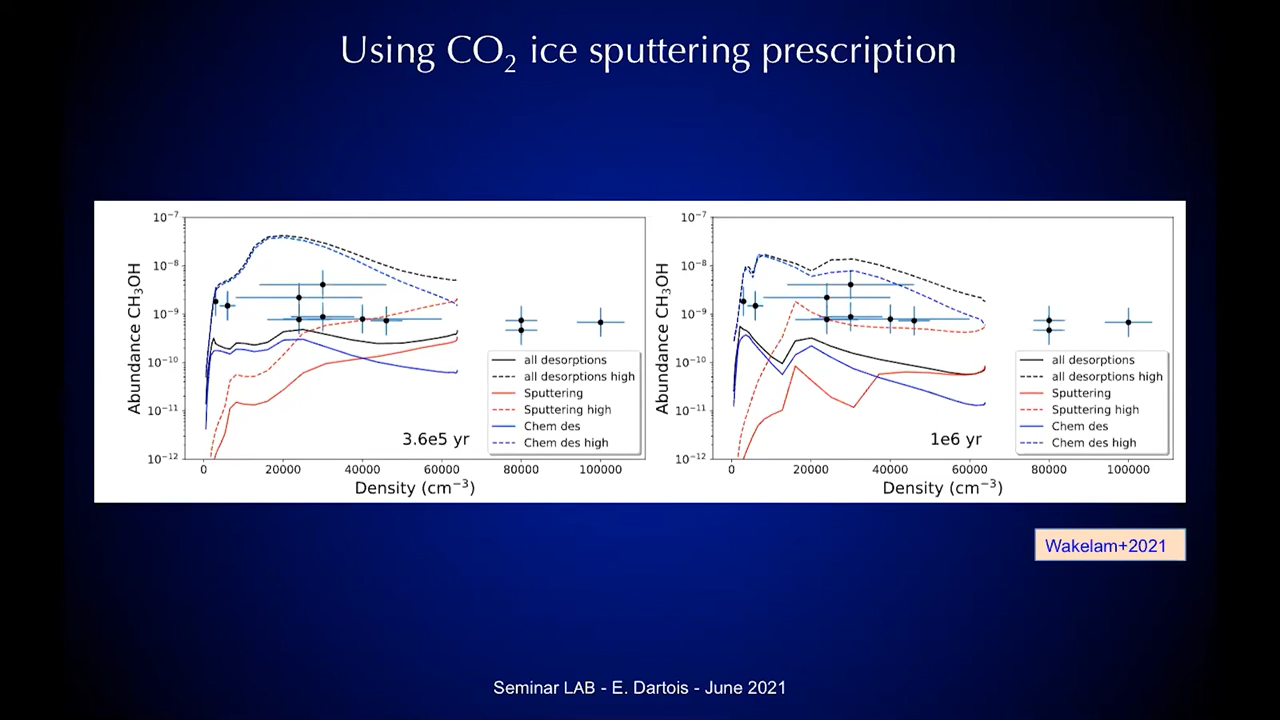 Using CO₂ ice sputtering prescription
10⁻⁷
10⁻⁸
10⁻⁹
10⁻¹⁰
10⁻¹¹
10⁻¹²
Abundance CH₃OH
all desorptions
all desorptions high
Sputtering
Sputtering high
Chem des
Chem des high
3.6e5 yr
0 20000 40000 60000 80000 100000
Density (cm⁻³)
10⁻⁷
10⁻⁸
10⁻⁹
10⁻¹⁰
10⁻¹¹
10⁻¹²
Abundance CH₃OH
all desorptions
all desorptions high
Sputtering
Sputtering high
Chem des
Chem des high
1e6 yr
0 20000 40000 60000 80000 100000
Density (cm⁻³)
Wakelam+2021
Seminar LAB - E. Dartois - June 2021